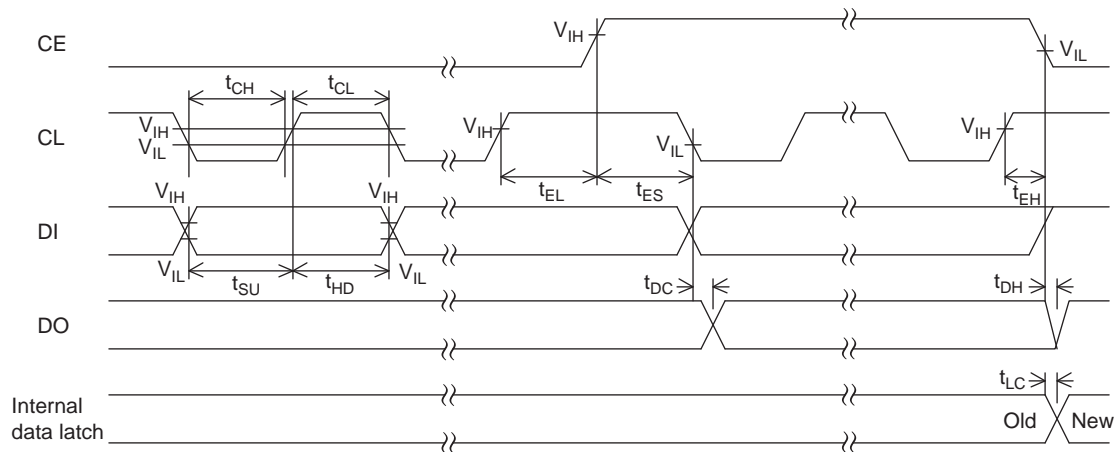 CE
V_IH
V_IL
t_CH
t_CL
CL
V_IH
V_IL
V_IH
V_IL
V_IH
t_EL
t_ES
t_EH
DI
V_IH
V_IH
V_IL
V_IL
t_SU
t_HD
DO
t_DC
t_DH
t_LC
Internal
data latch
Old
New